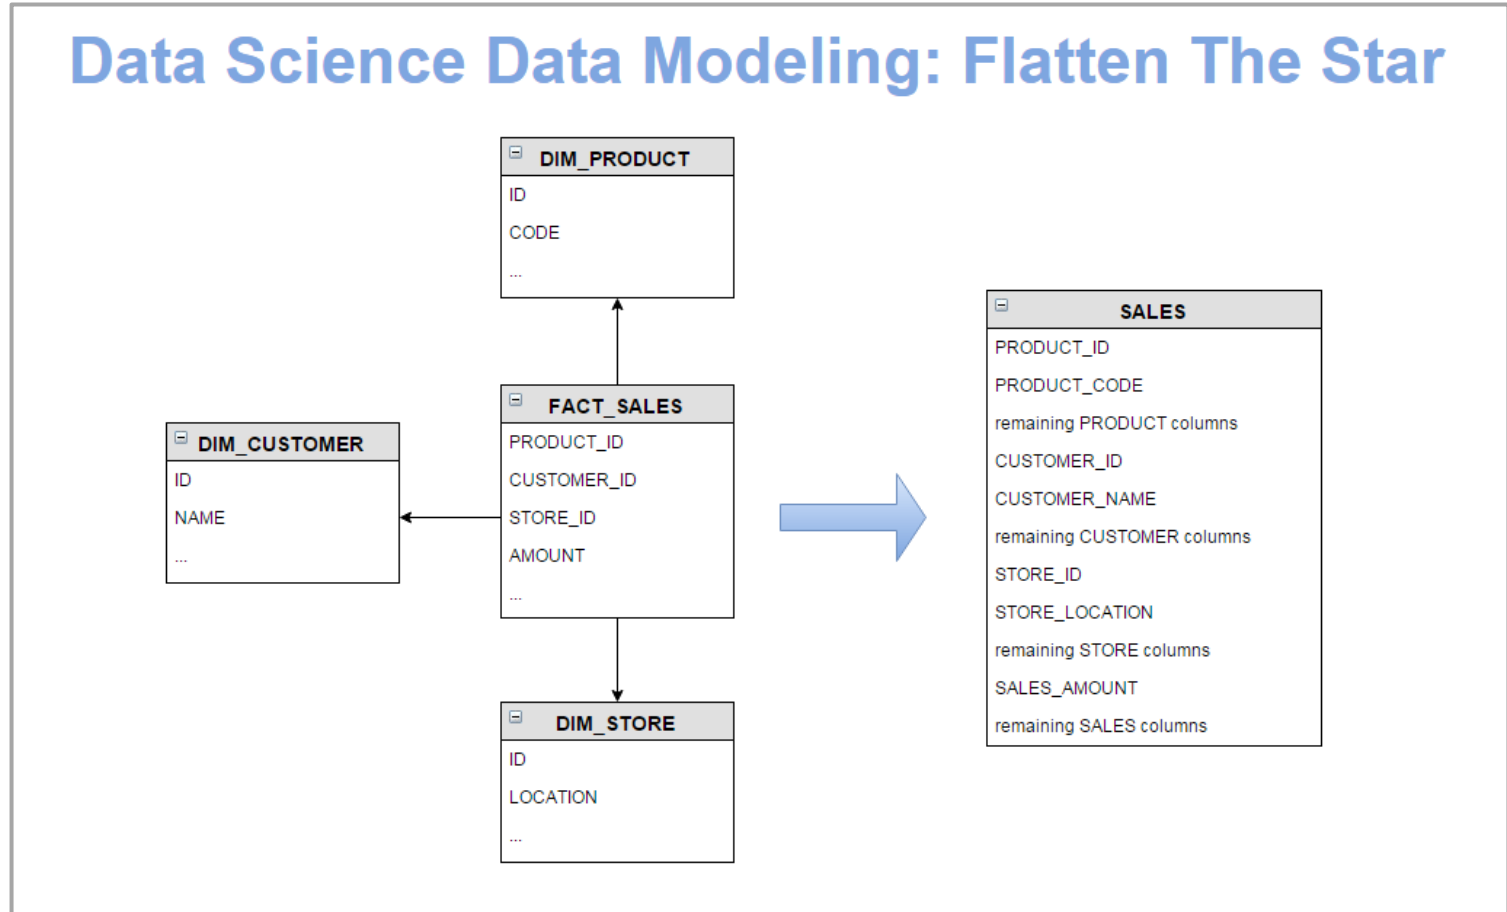 Data Science Data Modeling: Flatten The Star
DIM_PRODUCT
ID
CODE
...
DIM_CUSTOMER
ID
NAME
...
FACT_SALES
PRODUCT_ID
CUSTOMER_ID
STORE_ID
AMOUNT
...
DIM_STORE
ID
LOCATION
...
SALES
PRODUCT_ID
PRODUCT_CODE
remaining PRODUCT columns
CUSTOMER_ID
CUSTOMER_NAME
remaining CUSTOMER columns
STORE_ID
STORE_LOCATION
remaining STORE columns
SALES_AMOUNT
remaining SALES columns